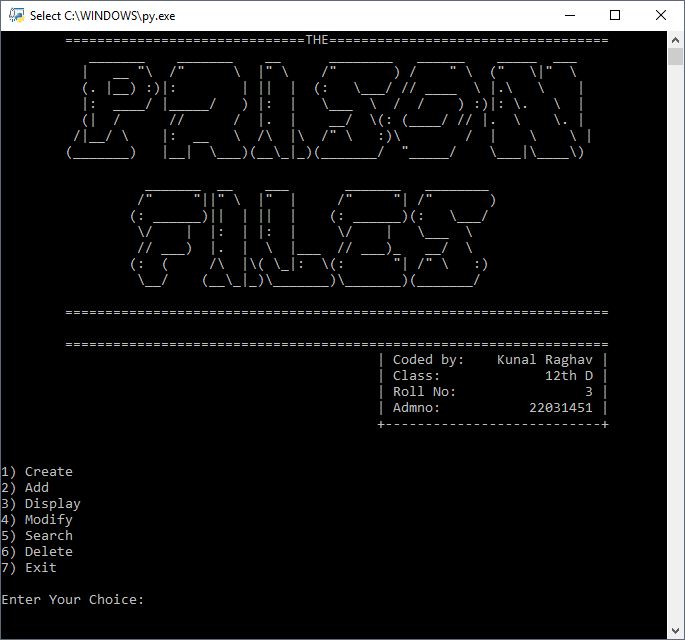 Select C:\WINDOWS\py.exe
==============================THE===================================
PRISON
FILES
====================================================================
====================================================================
| Coded by:    Kunal Raghav |
| Class:             12th D |
| Roll No:                3 |
| Admno:           22031451 |
+---------------------------+
1) Create
2) Add
3) Display
4) Modify
5) Search
6) Delete
7) Exit
Enter Your Choice: